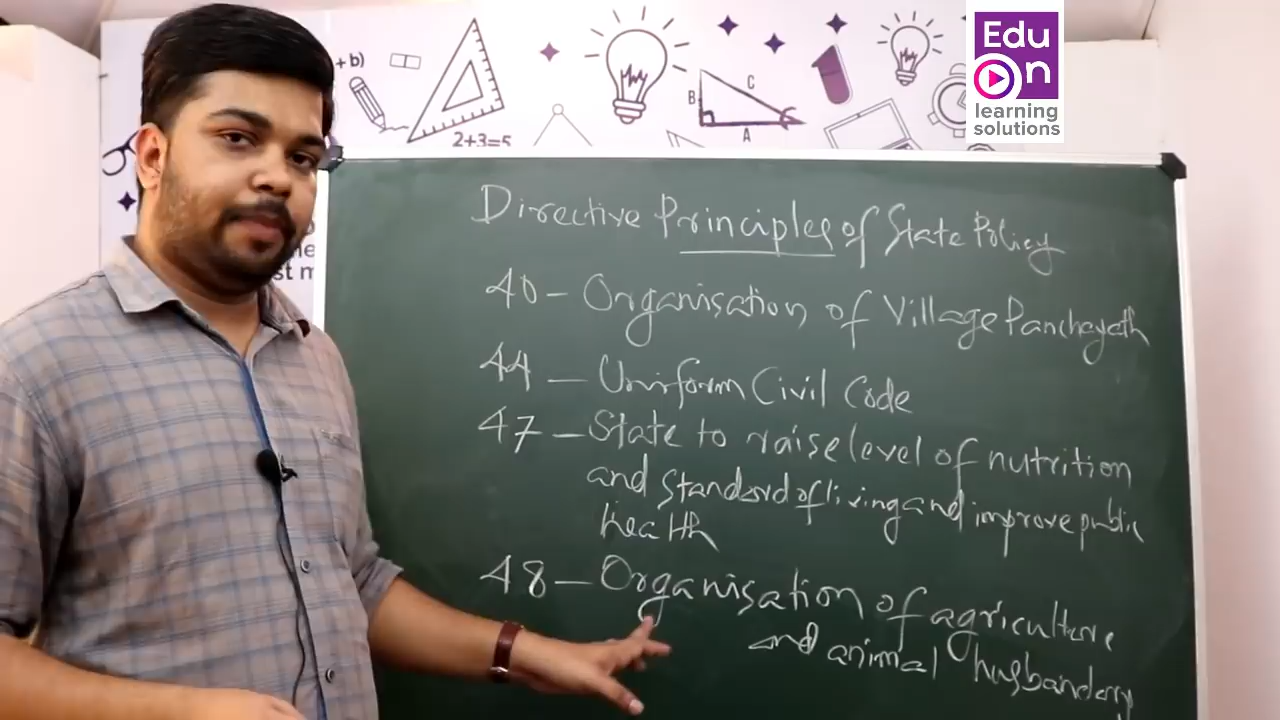 Edu
On
learning
solutions
+ b)
2+3=5
B
C
A
Directive Principles of State Policy
40 - Organisation of Village Panchayath
44 - Uniform Civil Code
47 - State to raise level of nutrition
and standard of living and improve public
health
48 - Organisation of agriculture
and animal husbandary